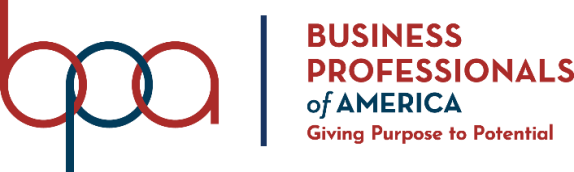 bpa
BUSINESS
PROFESSIONALS
of AMERICA
Giving Purpose to Potential